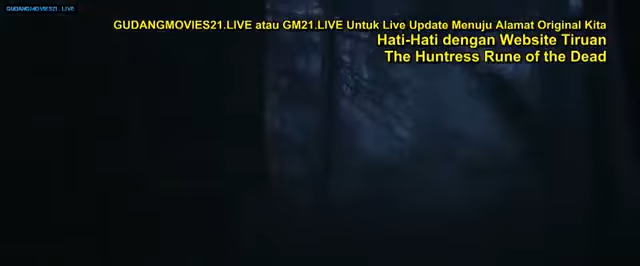 GUDANGMOVIES21.LIVE
GUDANGMOVIES21.LIVE atau GM21.LIVE Untuk Live Update Menuju Alamat Original Kita
Hati-Hati dengan Website Tiruan
The Huntress Rune of the Dead